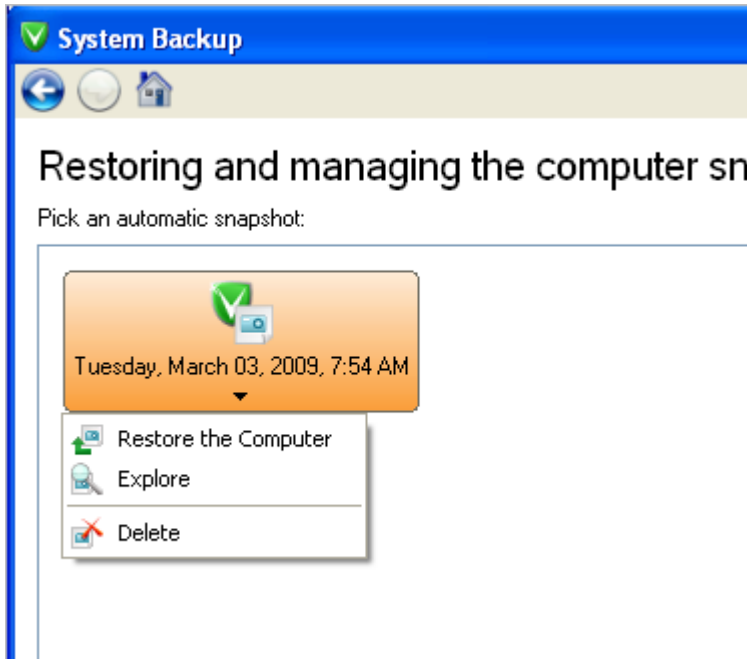 System Backup
Restoring and managing the computer
Pick an automatic snapshot:
Tuesday, March 03, 2009, 7:54 AM
Restore the Computer
Explore
Delete